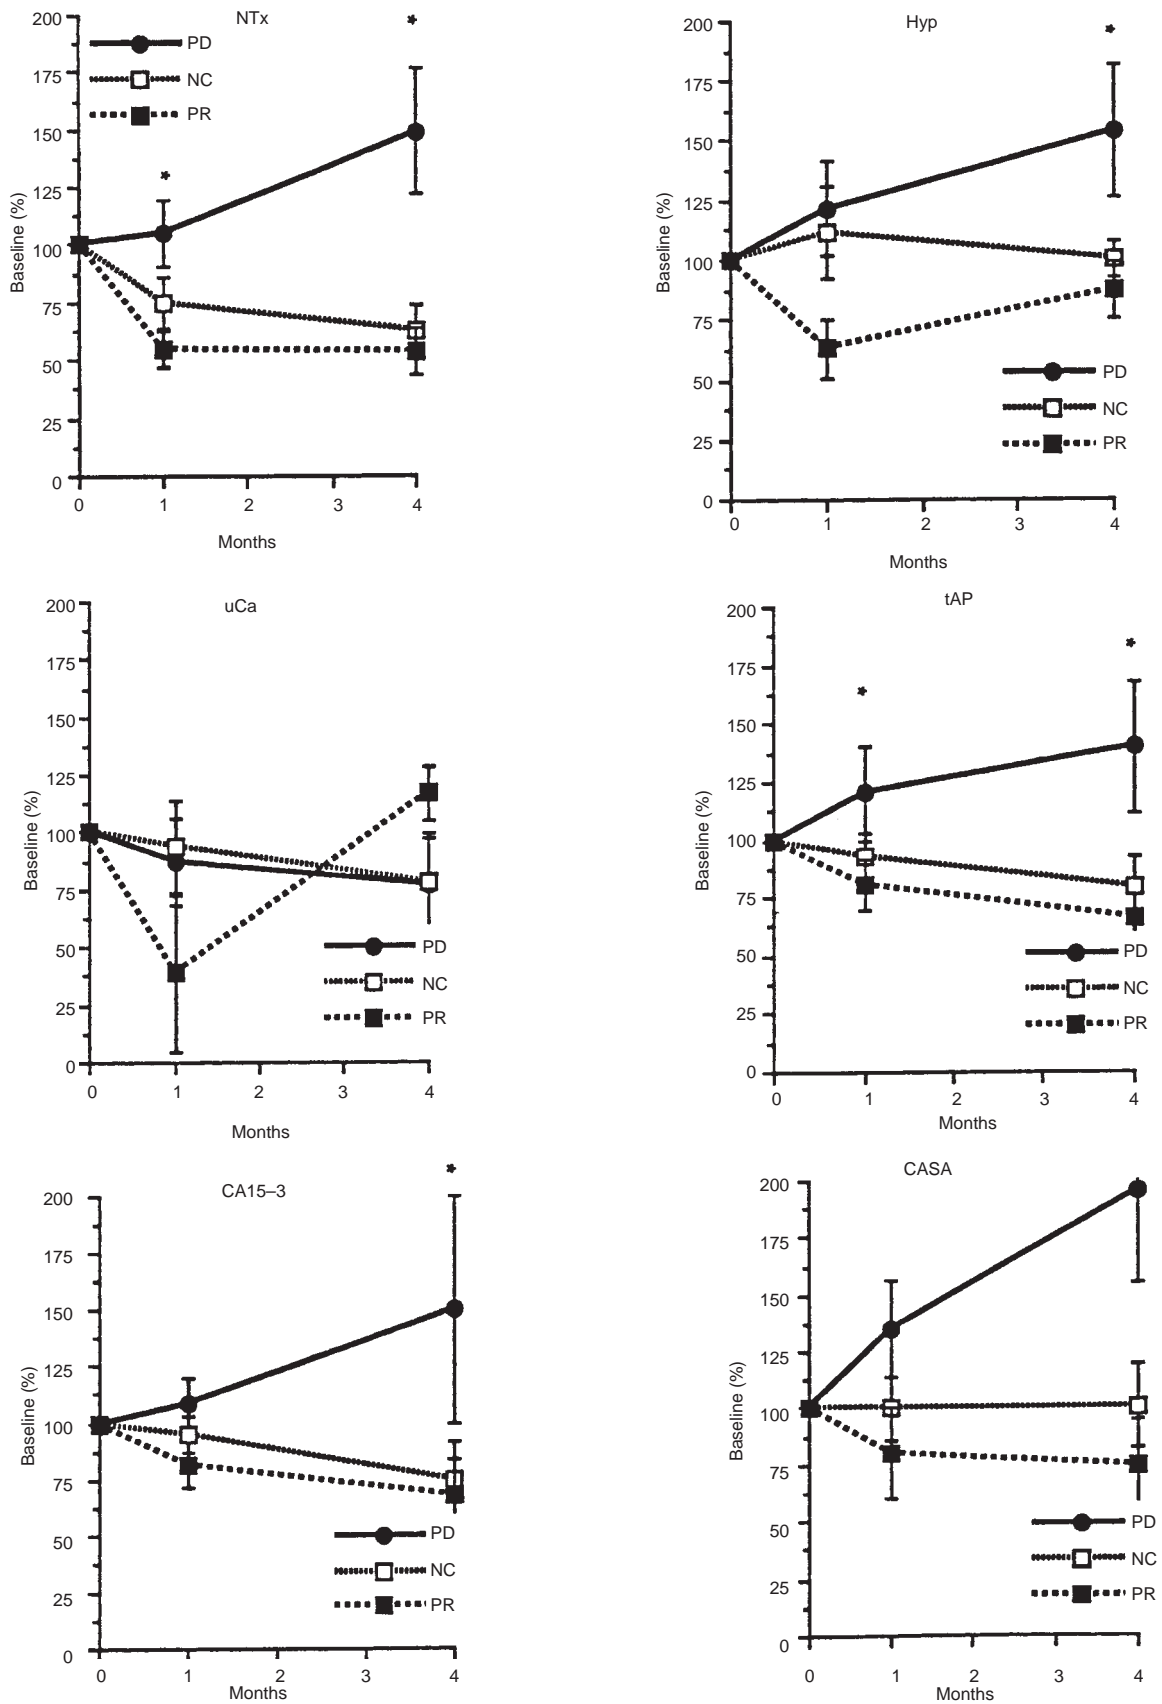 NTx
*
*
PD
NC
PR
200
175
150
125
100
75
50
25
0
Baseline (%)
0 1 2 3 4
Months
Hyp
*
200
175
150
125
100
75
50
25
0
Baseline (%)
PD
NC
PR
0 1 2 3 4
Months
uCa
200
175
150
125
100
75
50
25
0
Baseline (%)
PD
NC
PR
0 1 2 3 4
Months
tAP
*
*
200
175
150
125
100
75
50
25
0
Baseline (%)
PD
NC
PR
0 1 2 3 4
Months
CA15–3
*
200
175
150
125
100
75
50
25
0
Baseline (%)
PD
NC
PR
0 1 2 3 4
Months
CASA
200
175
150
125
100
75
50
25
0
Baseline (%)
PD
NC
PR
0 1 2 3 4
Months